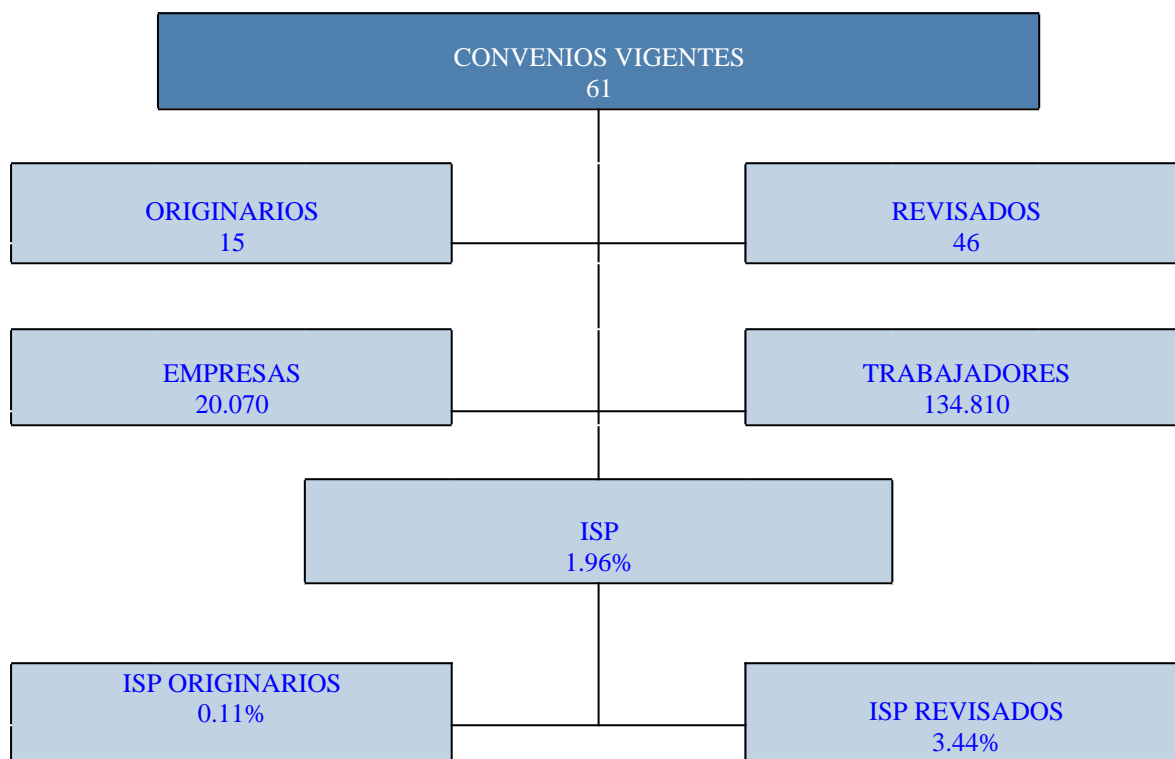 CONVENIOS VIGENTES
61
ORIGINARIOS
15
REVISADOS
46
EMPRESAS
20.070
TRABAJADORES
134.810
ISP
1.96%
ISP ORIGINARIOS
0.11%
ISP REVISADOS
3.44%